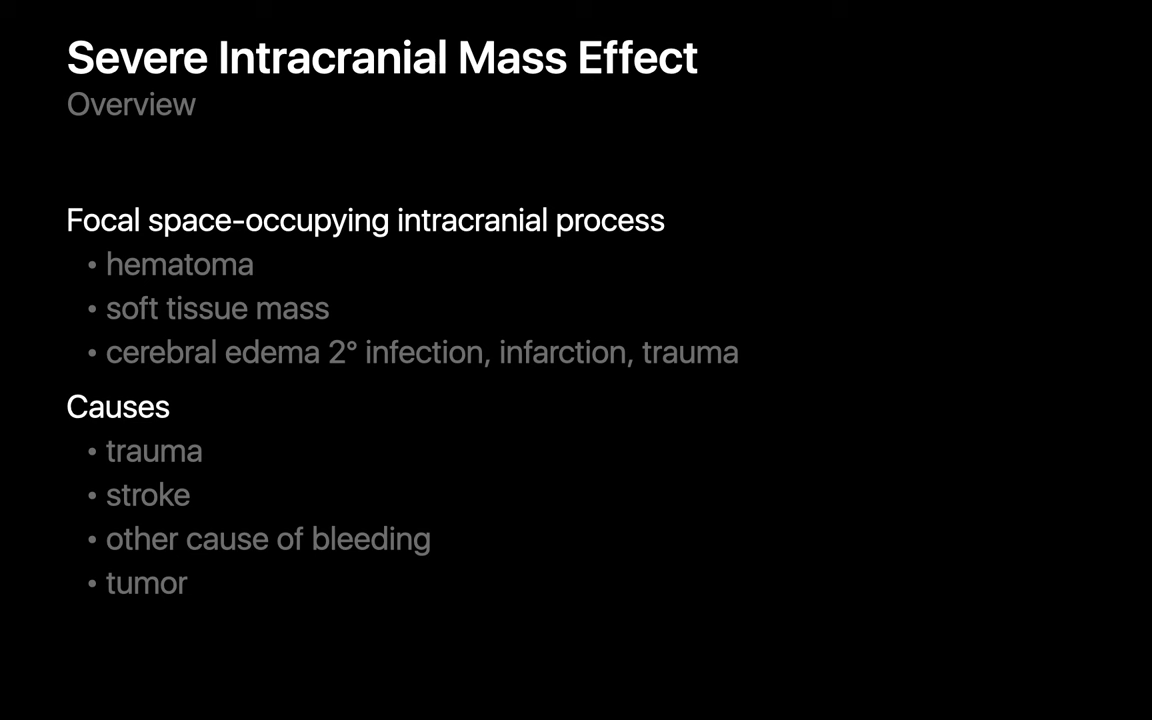 Severe Intracranial Mass Effect
Overview
Focal space-occupying intracranial process
• hematoma
• soft tissue mass
• cerebral edema 2° infection, infarction, trauma
Causes
• trauma
• stroke
• other cause of bleeding
• tumor